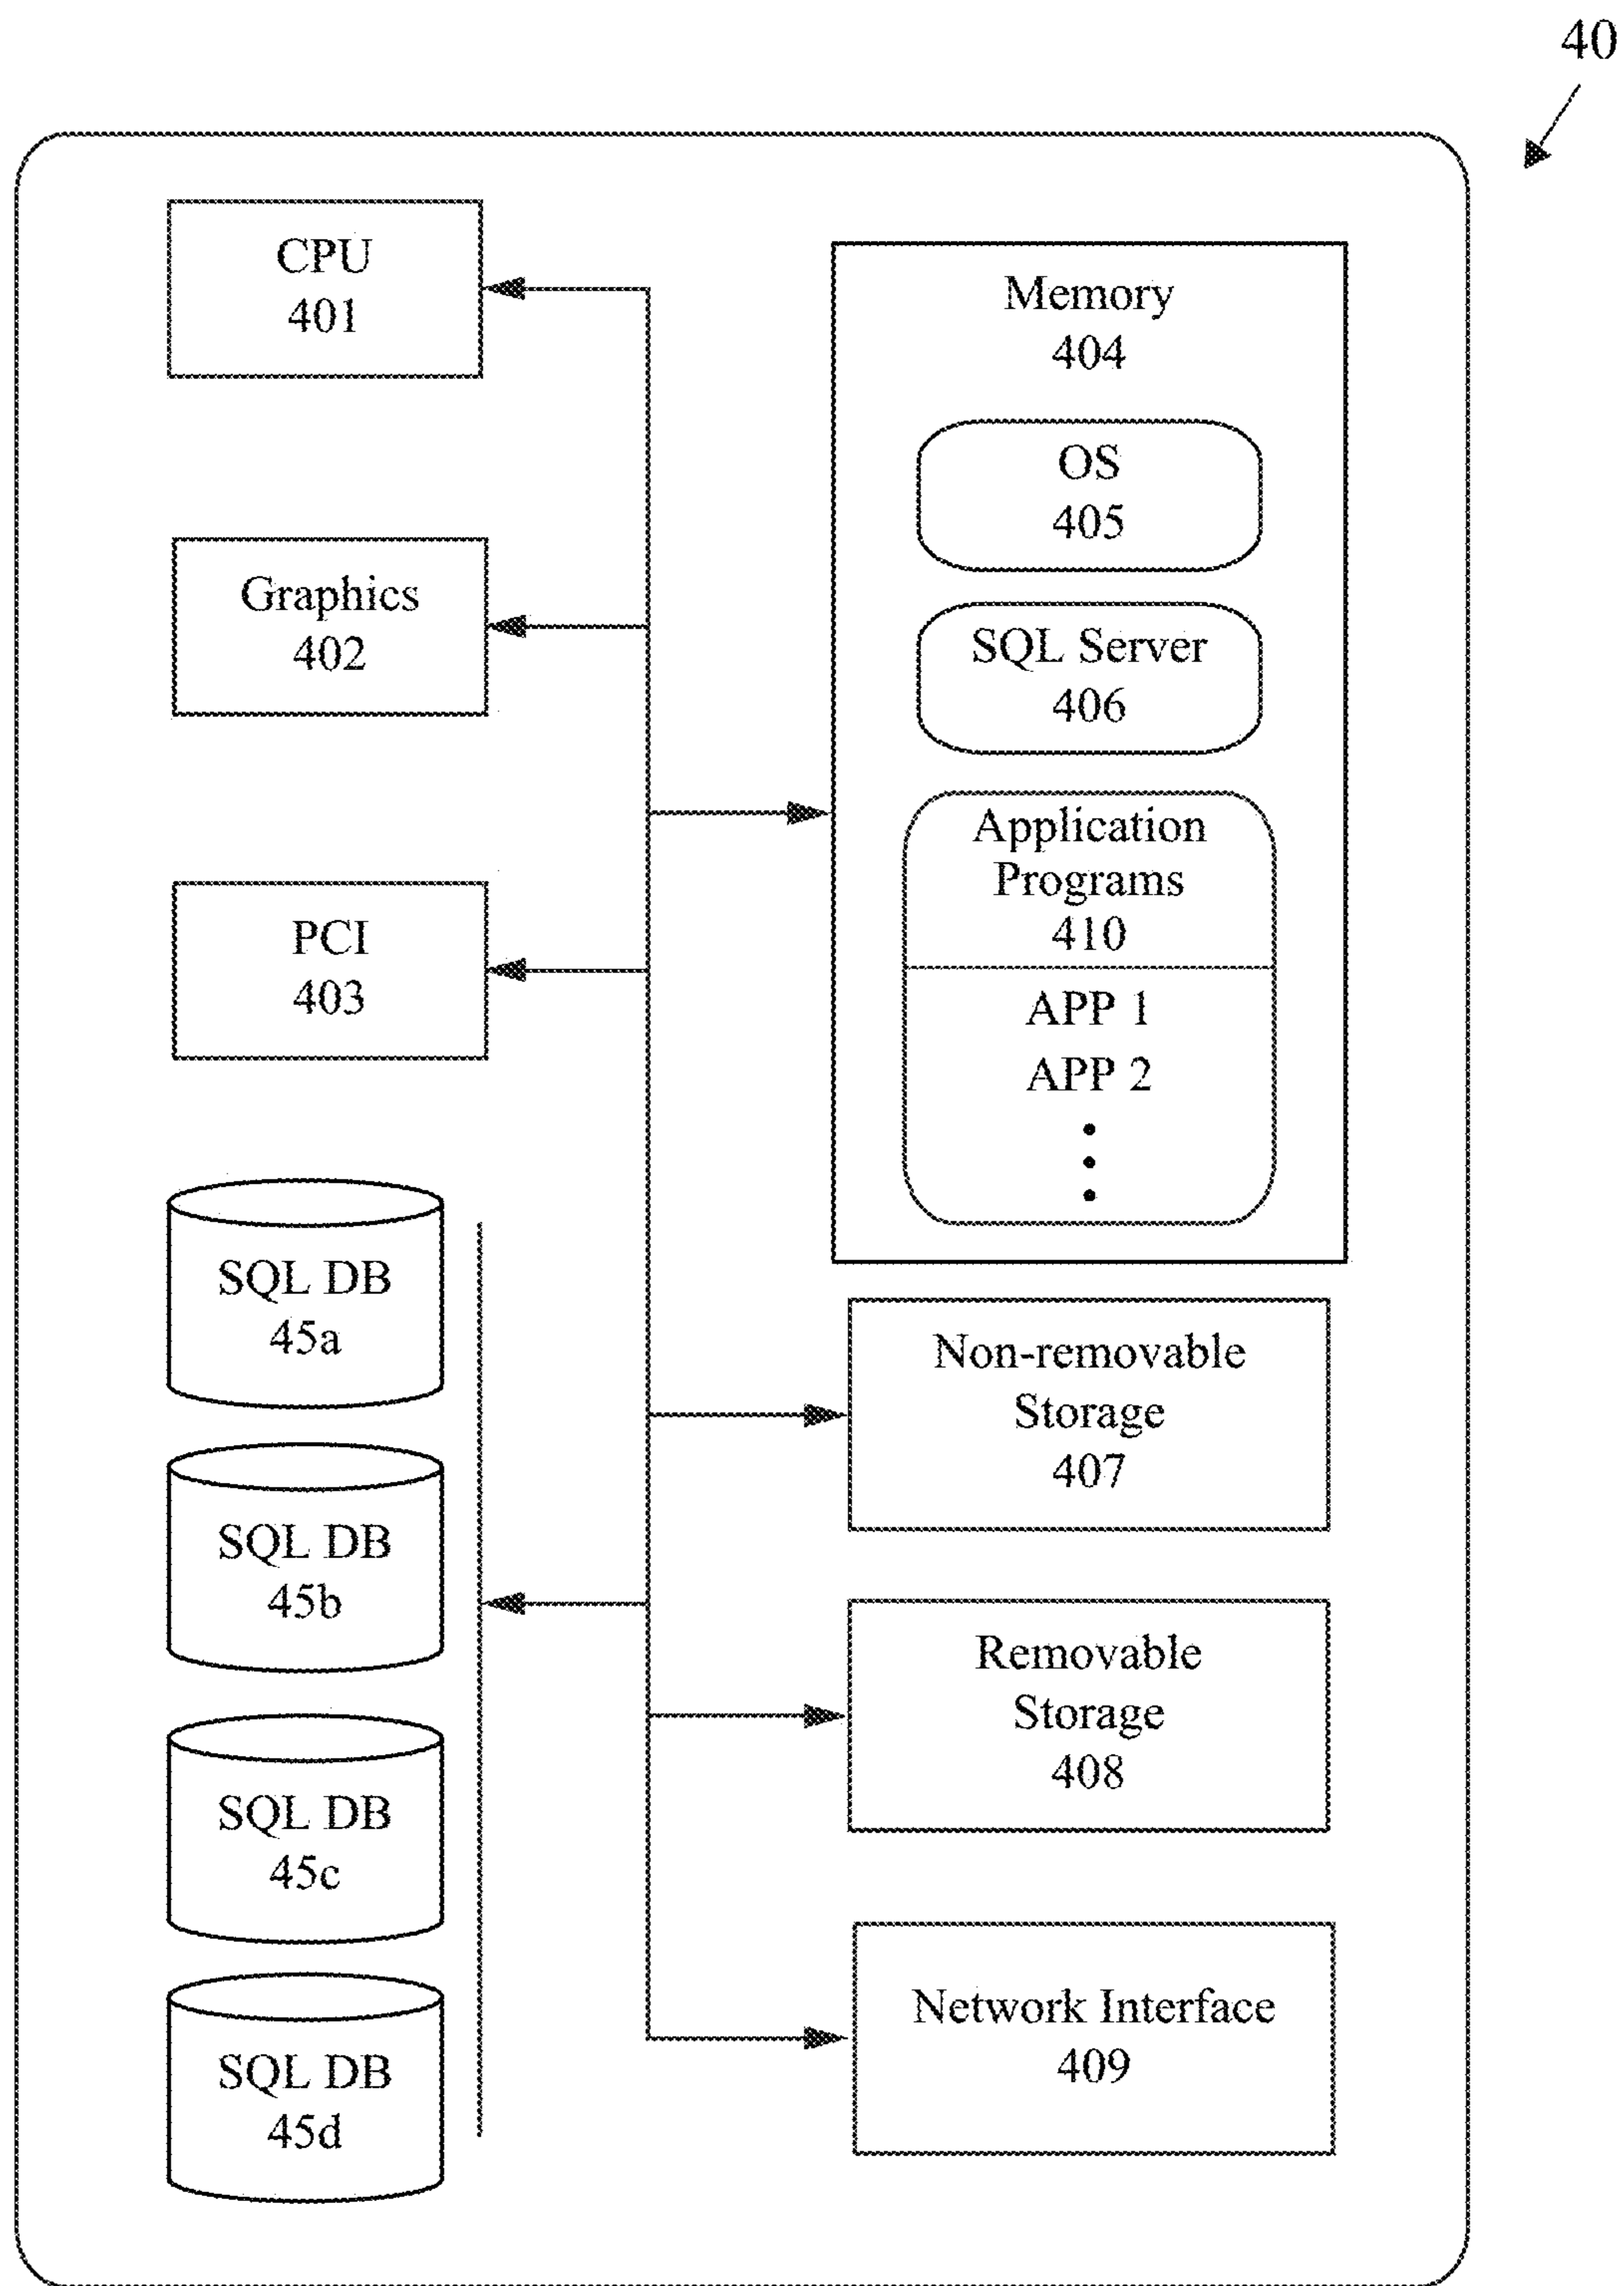 40
CPU
401
Graphics
402
PCI
403
SQL DB
45a
SQL DB
45b
SQL DB
45c
SQL DB
45d
Memory
404
OS
405
SQL Server
406
Application
Programs
410
APP 1
APP 2
Non-removable
Storage
407
Removable
Storage
408
Network Interface
409